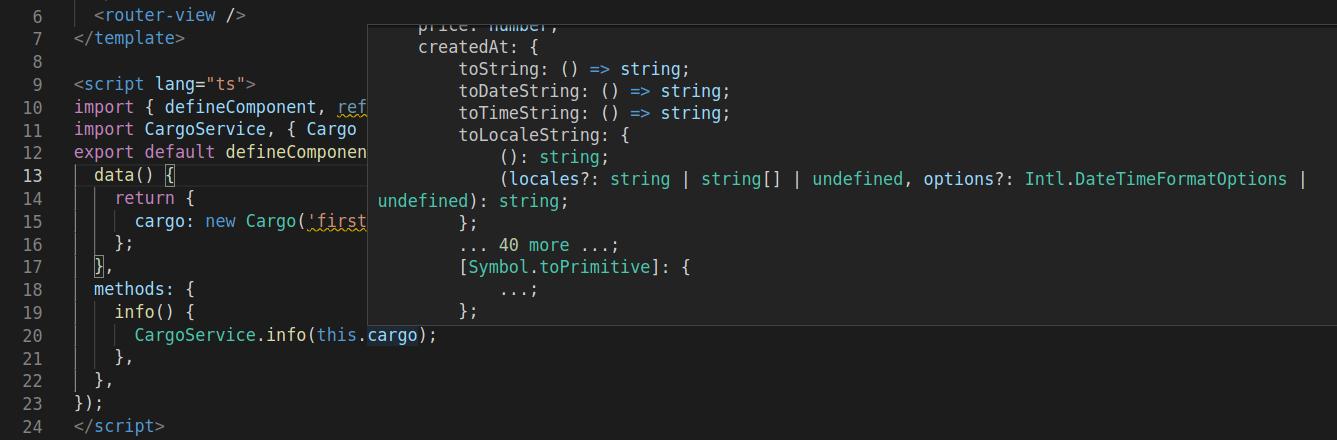 6 <router-view />
7 </template>
8
9 <script lang="ts">
10 import { defineComponent, ref
11 import CargoService, { Cargo
12 export default defineComponen
13 data() {
14 return {
15 cargo: new Cargo('first
16 };
17 },
18 methods: {
19 info() {
20 CargoService.info(this.cargo);
21 },
22 },
23 });
24 </script>
price: number;
createdAt: {
toString: () => string;
toDateString: () => string;
toTimeString: () => string;
toLocaleString: {
(): string;
(locales?: string | string[] | undefined, options?: Intl.DateTimeFormatOptions |
undefined): string;
};
... 40 more ...;
[Symbol.toPrimitive]: {
...;
};